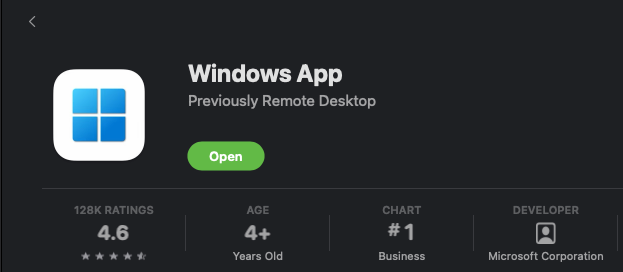 Windows App
Previously Remote Desktop
Open
128K RATINGS
4.6
AGE
4+
Years Old
CHART
#1
Business
DEVELOPER
Microsoft Corporation